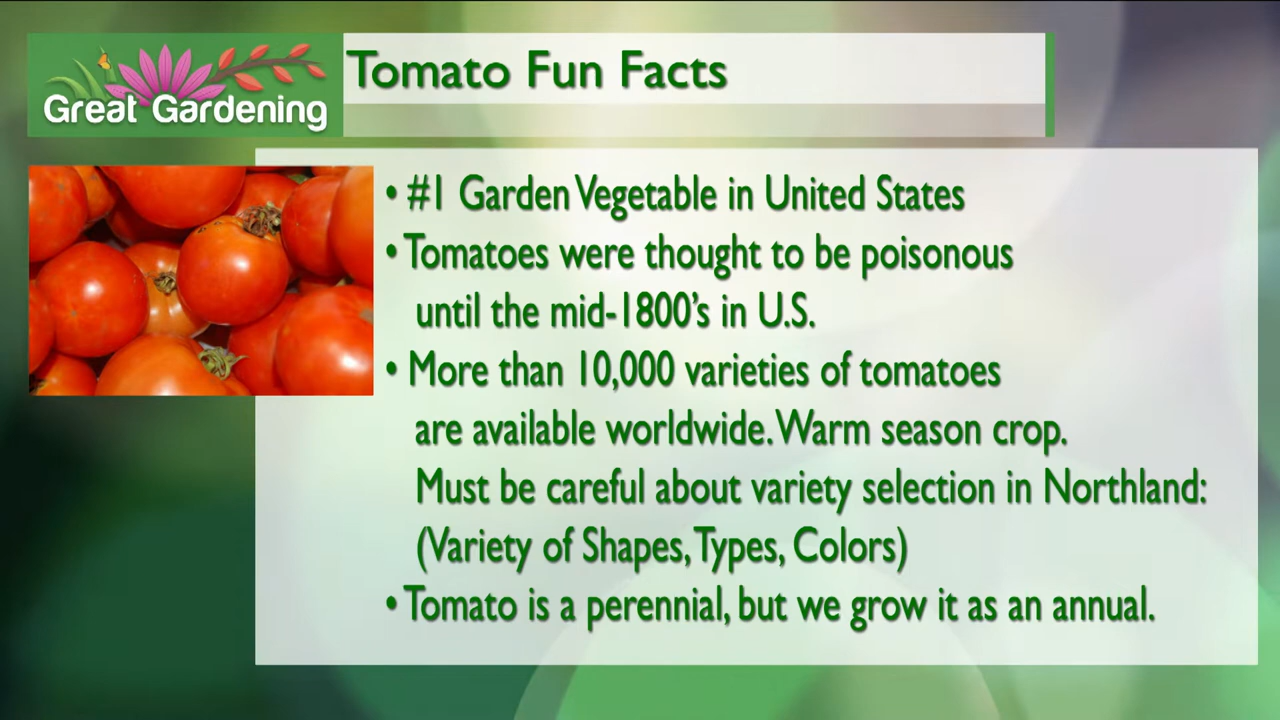 Great Gardening
Tomato Fun Facts
• #1 Garden Vegetable in United States
• Tomatoes were thought to be poisonous
until the mid-1800's in U.S.
• More than 10,000 varieties of tomatoes
are available worldwide. Warm season crop.
Must be careful about variety selection in Northland:
(Variety of Shapes, Types, Colors)
• Tomato is a perennial, but we grow it as an annual.